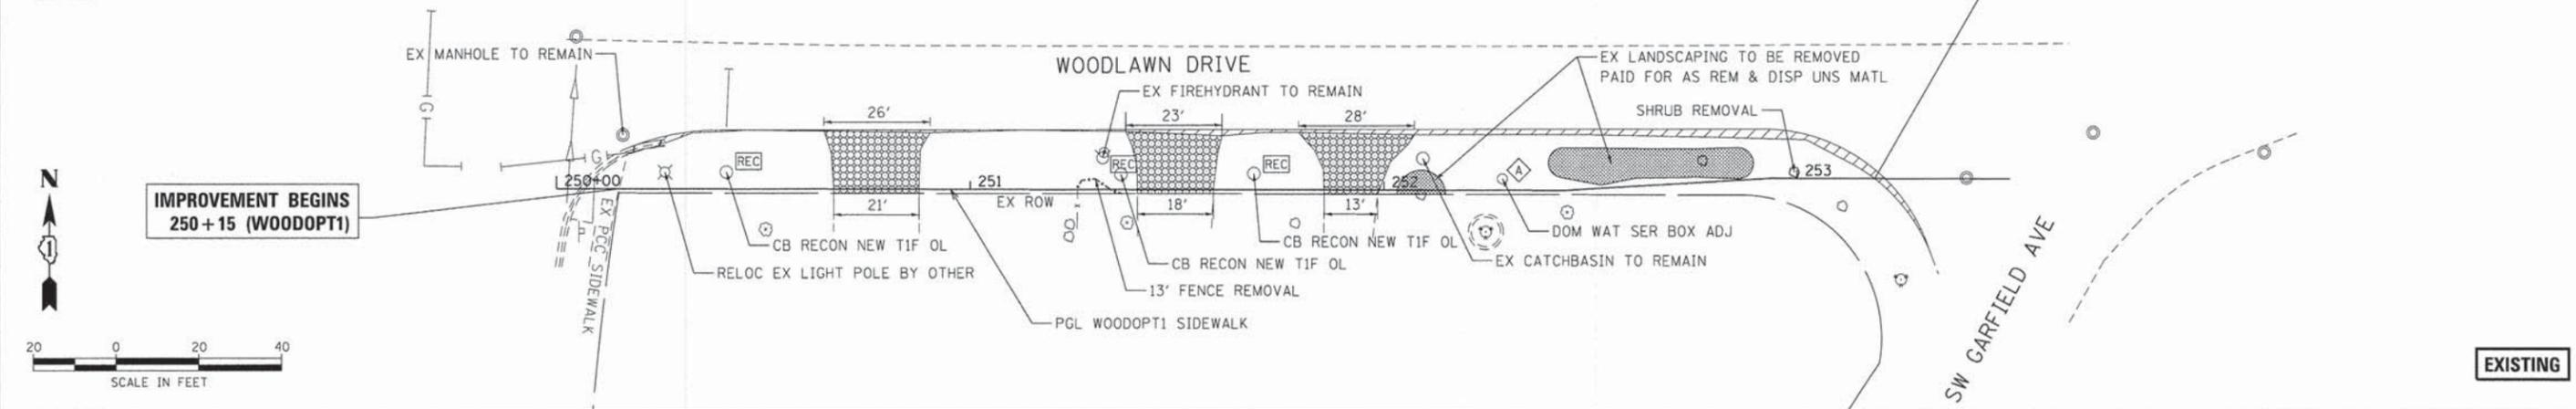 EX MANHOLE TO REMAIN
WOODLAWN DRIVE
EX FIREHYDRANT TO REMAIN
EX LANDSCAPING TO BE REMOVED
PAID FOR AS REM & DISP UNS MATL
SHRUB REMOVAL
26'
23'
28'
G
G
REC
REC
REC
A
N
1
IMPROVEMENT BEGINS
250+15 (WOODOPT1)
250+00
251
252
253
EX ROW
21'
18'
13'
EX PCC SIDEWALK
CB RECON NEW T1F OL
CB RECON NEW T1F OL
DOM WAT SER BOX ADJ
RELOC EX LIGHT POLE BY OTHER
CB RECON NEW T1F OL
EX CATCHBASIN TO REMAIN
13' FENCE REMOVAL
PGL WOODOPT1 SIDEWALK
SW GARFIELD AVE
20 0 20 40
SCALE IN FEET
EXISTING